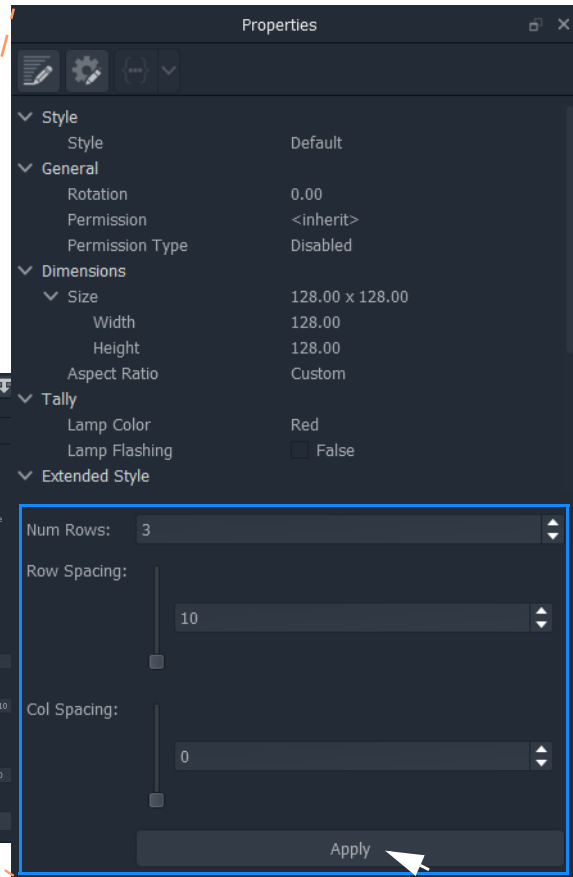 Properties
Style
Style Default
General
Rotation 0.00
Permission <inherit>
Permission Type Disabled
Dimensions
Size 128.00 x 128.00
Width 128.00
Height 128.00
Aspect Ratio Custom
Tally
Lamp Color Red
Lamp Flashing False
Extended Style
Num Rows: 3
Row Spacing:
10
Col Spacing:
0
Apply